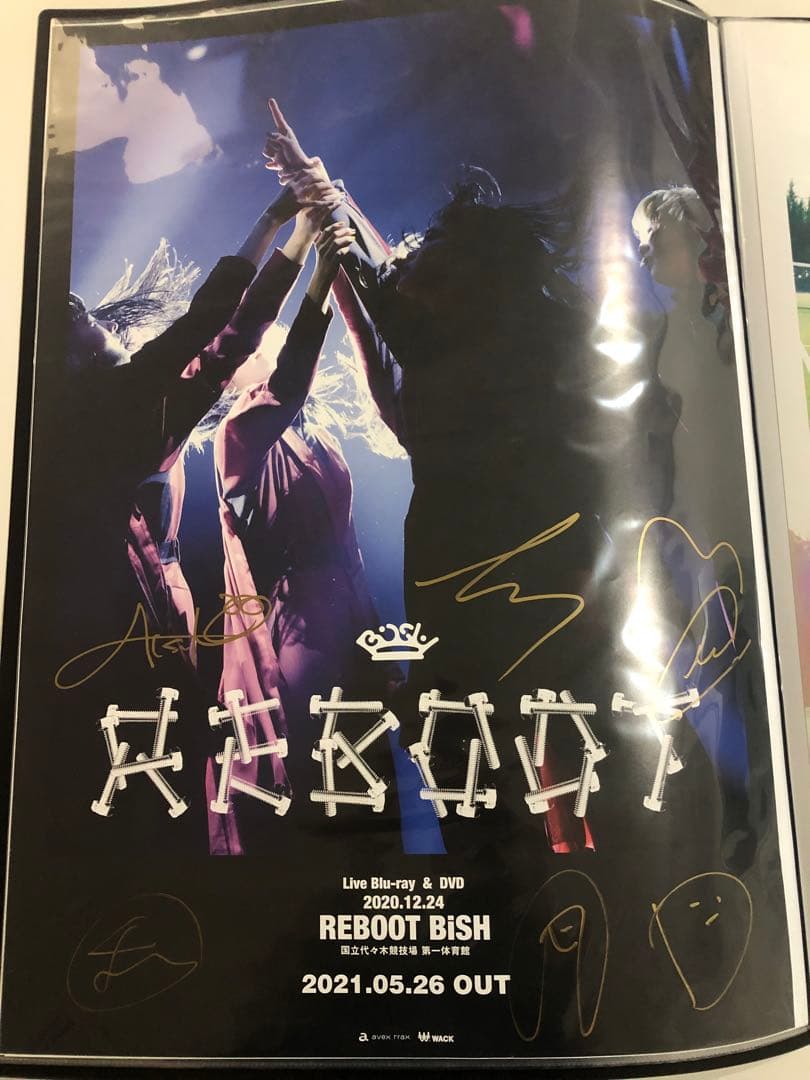 BiSH
REBOOT
Live Blu-ray & DVD
2020.12.24
REBOOT BiSH
国立代々木競技場 第一体育館
2021.05.26 OUT
a avex trax WACK